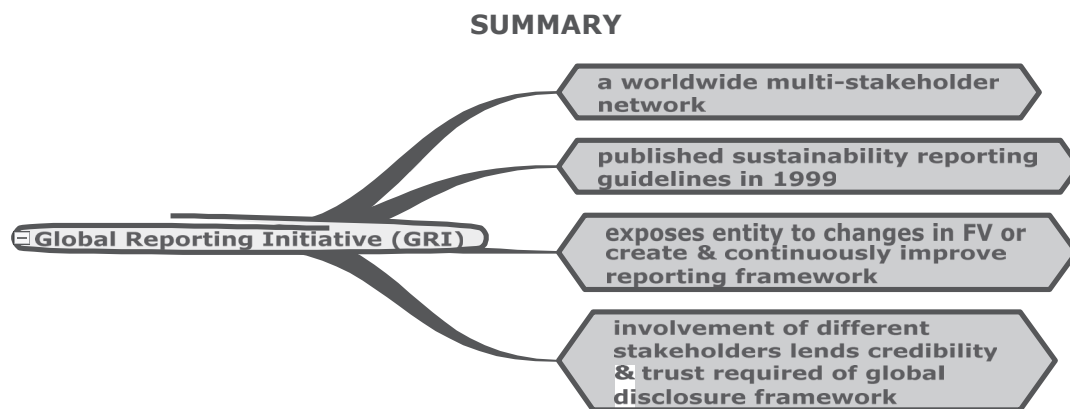 SUMMARY
a worldwide multi-stakeholder
network
published sustainability reporting
guidelines in 1999
Global Reporting Initiative (GRI)
exposes entity to changes in FV or
create & continuously improve
reporting framework
involvement of different
stakeholders lends credibility
& trust required of global
disclosure framework